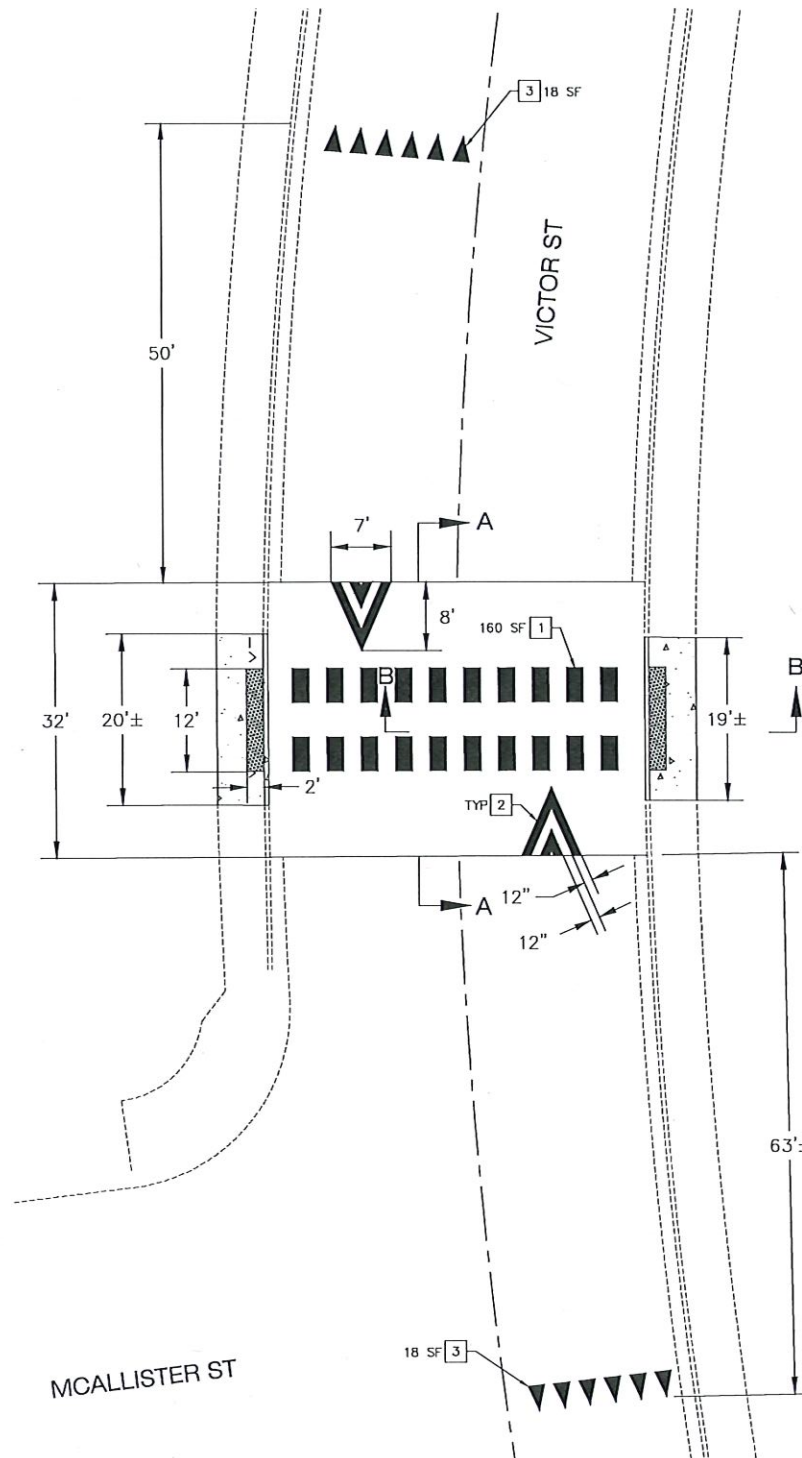 3 18 SF
VICTOR ST
50'
7'
A
8'
160 SF 1
B
B
32'
20'±
12'
19'±
2'
TYP 2
12"
A
12"
63'±
18 SF 3
MCALLISTER ST